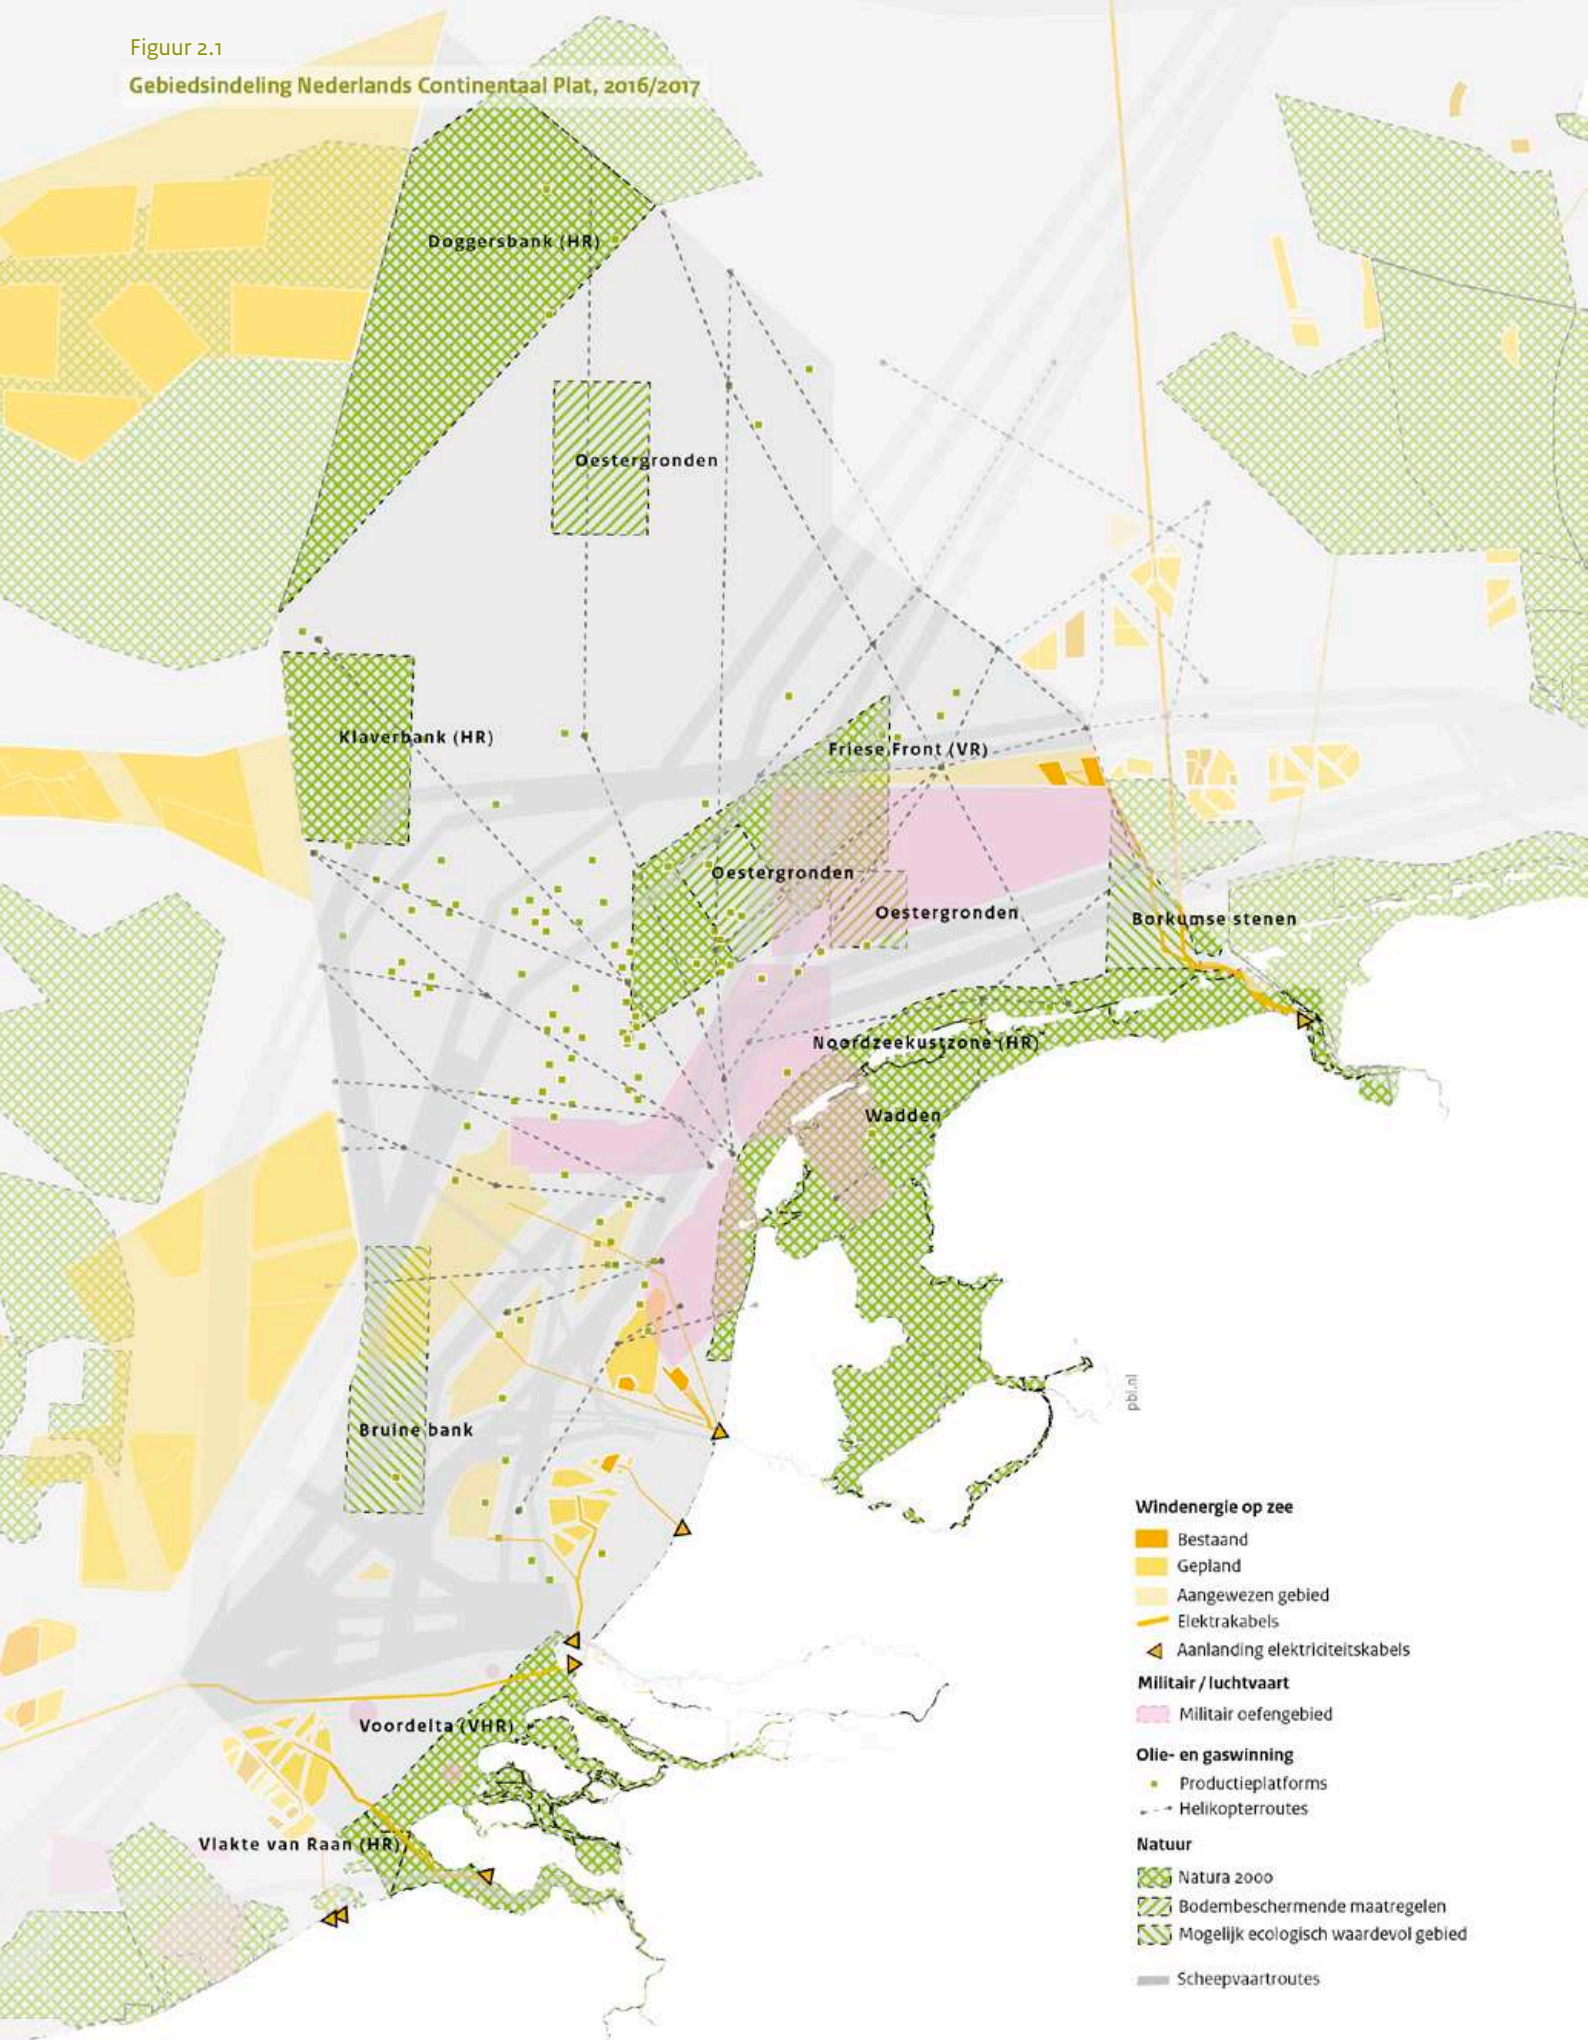 Figuur 2.1
Gebiedsindeling Nederlands Continentaal Plat, 2016/2017
Doggersbank (HR)
Oestergronden
Klaverbank (HR)
Friese Front (VR)
Oestergronden
Oestergronden
Borkumse stenen
Noordzeekustzone (HR)
Wadden
Bruine bank
pbl.nl
Voordelta (VHR)
Vlakte van Raan (HR)
Windenergie op zee
Bestaand
Gepland
Aangewezen gebied
Elektrakabels
Aanlanding elektriciteitskabels
Militair / luchtvaart
Militair oefengebied
Olie- en gaswinning
Productieplatforms
Helikopterroutes
Natuur
Natura 2000
Bodembeschermende maatregelen
Mogelijk ecologisch waardevol gebied
Scheepvaartroutes